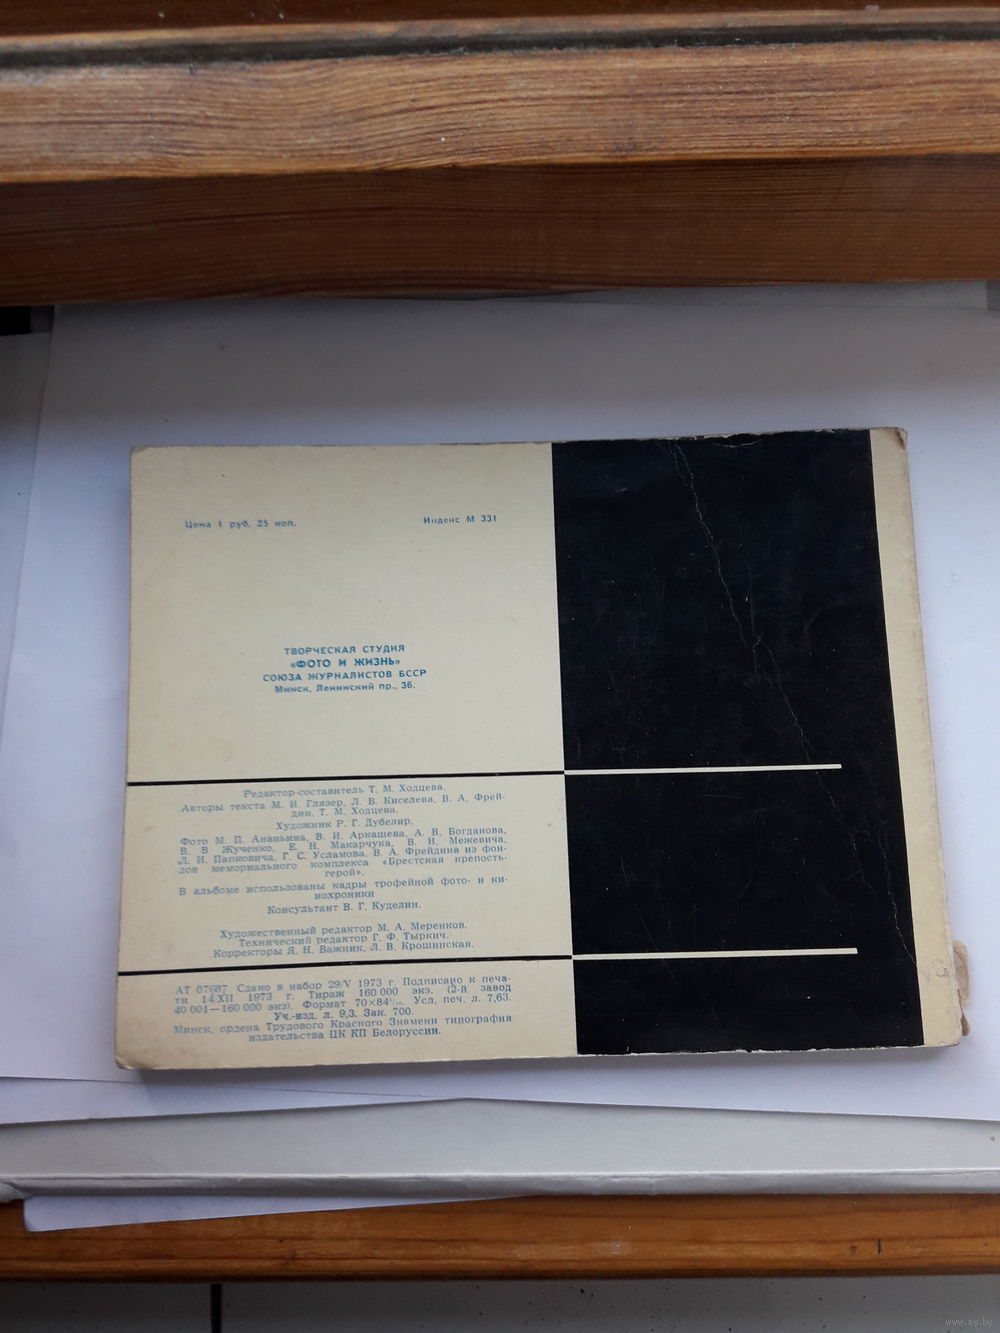 Цена 1 руб. 25 коп. Индекс М 331
ТВОРЧЕСКАЯ СТУДИЯ
«ФОТО И ЖИЗНЬ»
СОЮЗА ЖУРНАЛИСТОВ БССР
Минск, Ленинский пр., 36.
Редактор-составитель Т. М. Ходцева.
Авторы текста М. И. Глязер, Л. В. Киселева, В. А. Фрей-
дин, Т. М. Ходцева.
Художник Р. Г. Дубелир,
Фото М. П. Ананьина, В. Н. Аркашева, А. В. Богданова,
В. В Жученко, Е. Н. Макарчука, В. И. Межевича,
Л. И. Папковича, Г. С. Усламова, В. А. Фрейдина из фон-
дов мемориального комплекса «Брестская крепость-
герой».
В альбоме использованы кадры трофейной фото- и ки-
нохроники
Консультант В. Г. Куделин.
Художественный редактор М. А. Меренков.
Технический редактор Г. Ф. Тыркич.
Корректоры Я. Н. Важник, Л. В. Крошинская.
АТ 07687. Сдано в набор 29/V 1973 г. Подписано к печа-
ти 14/XII 1973 г. Тираж 160 000 экз. (2-й завод
40 001—160 000 экз). Формат 70×84¹/₁₆. Усл. печ. л. 7,63.
Уч.-изд. л. 9,3. Зак. 700.
Минск, ордена Трудового Красного Знамени типография
издательства ЦК КП Белоруссии.
www.ay.by